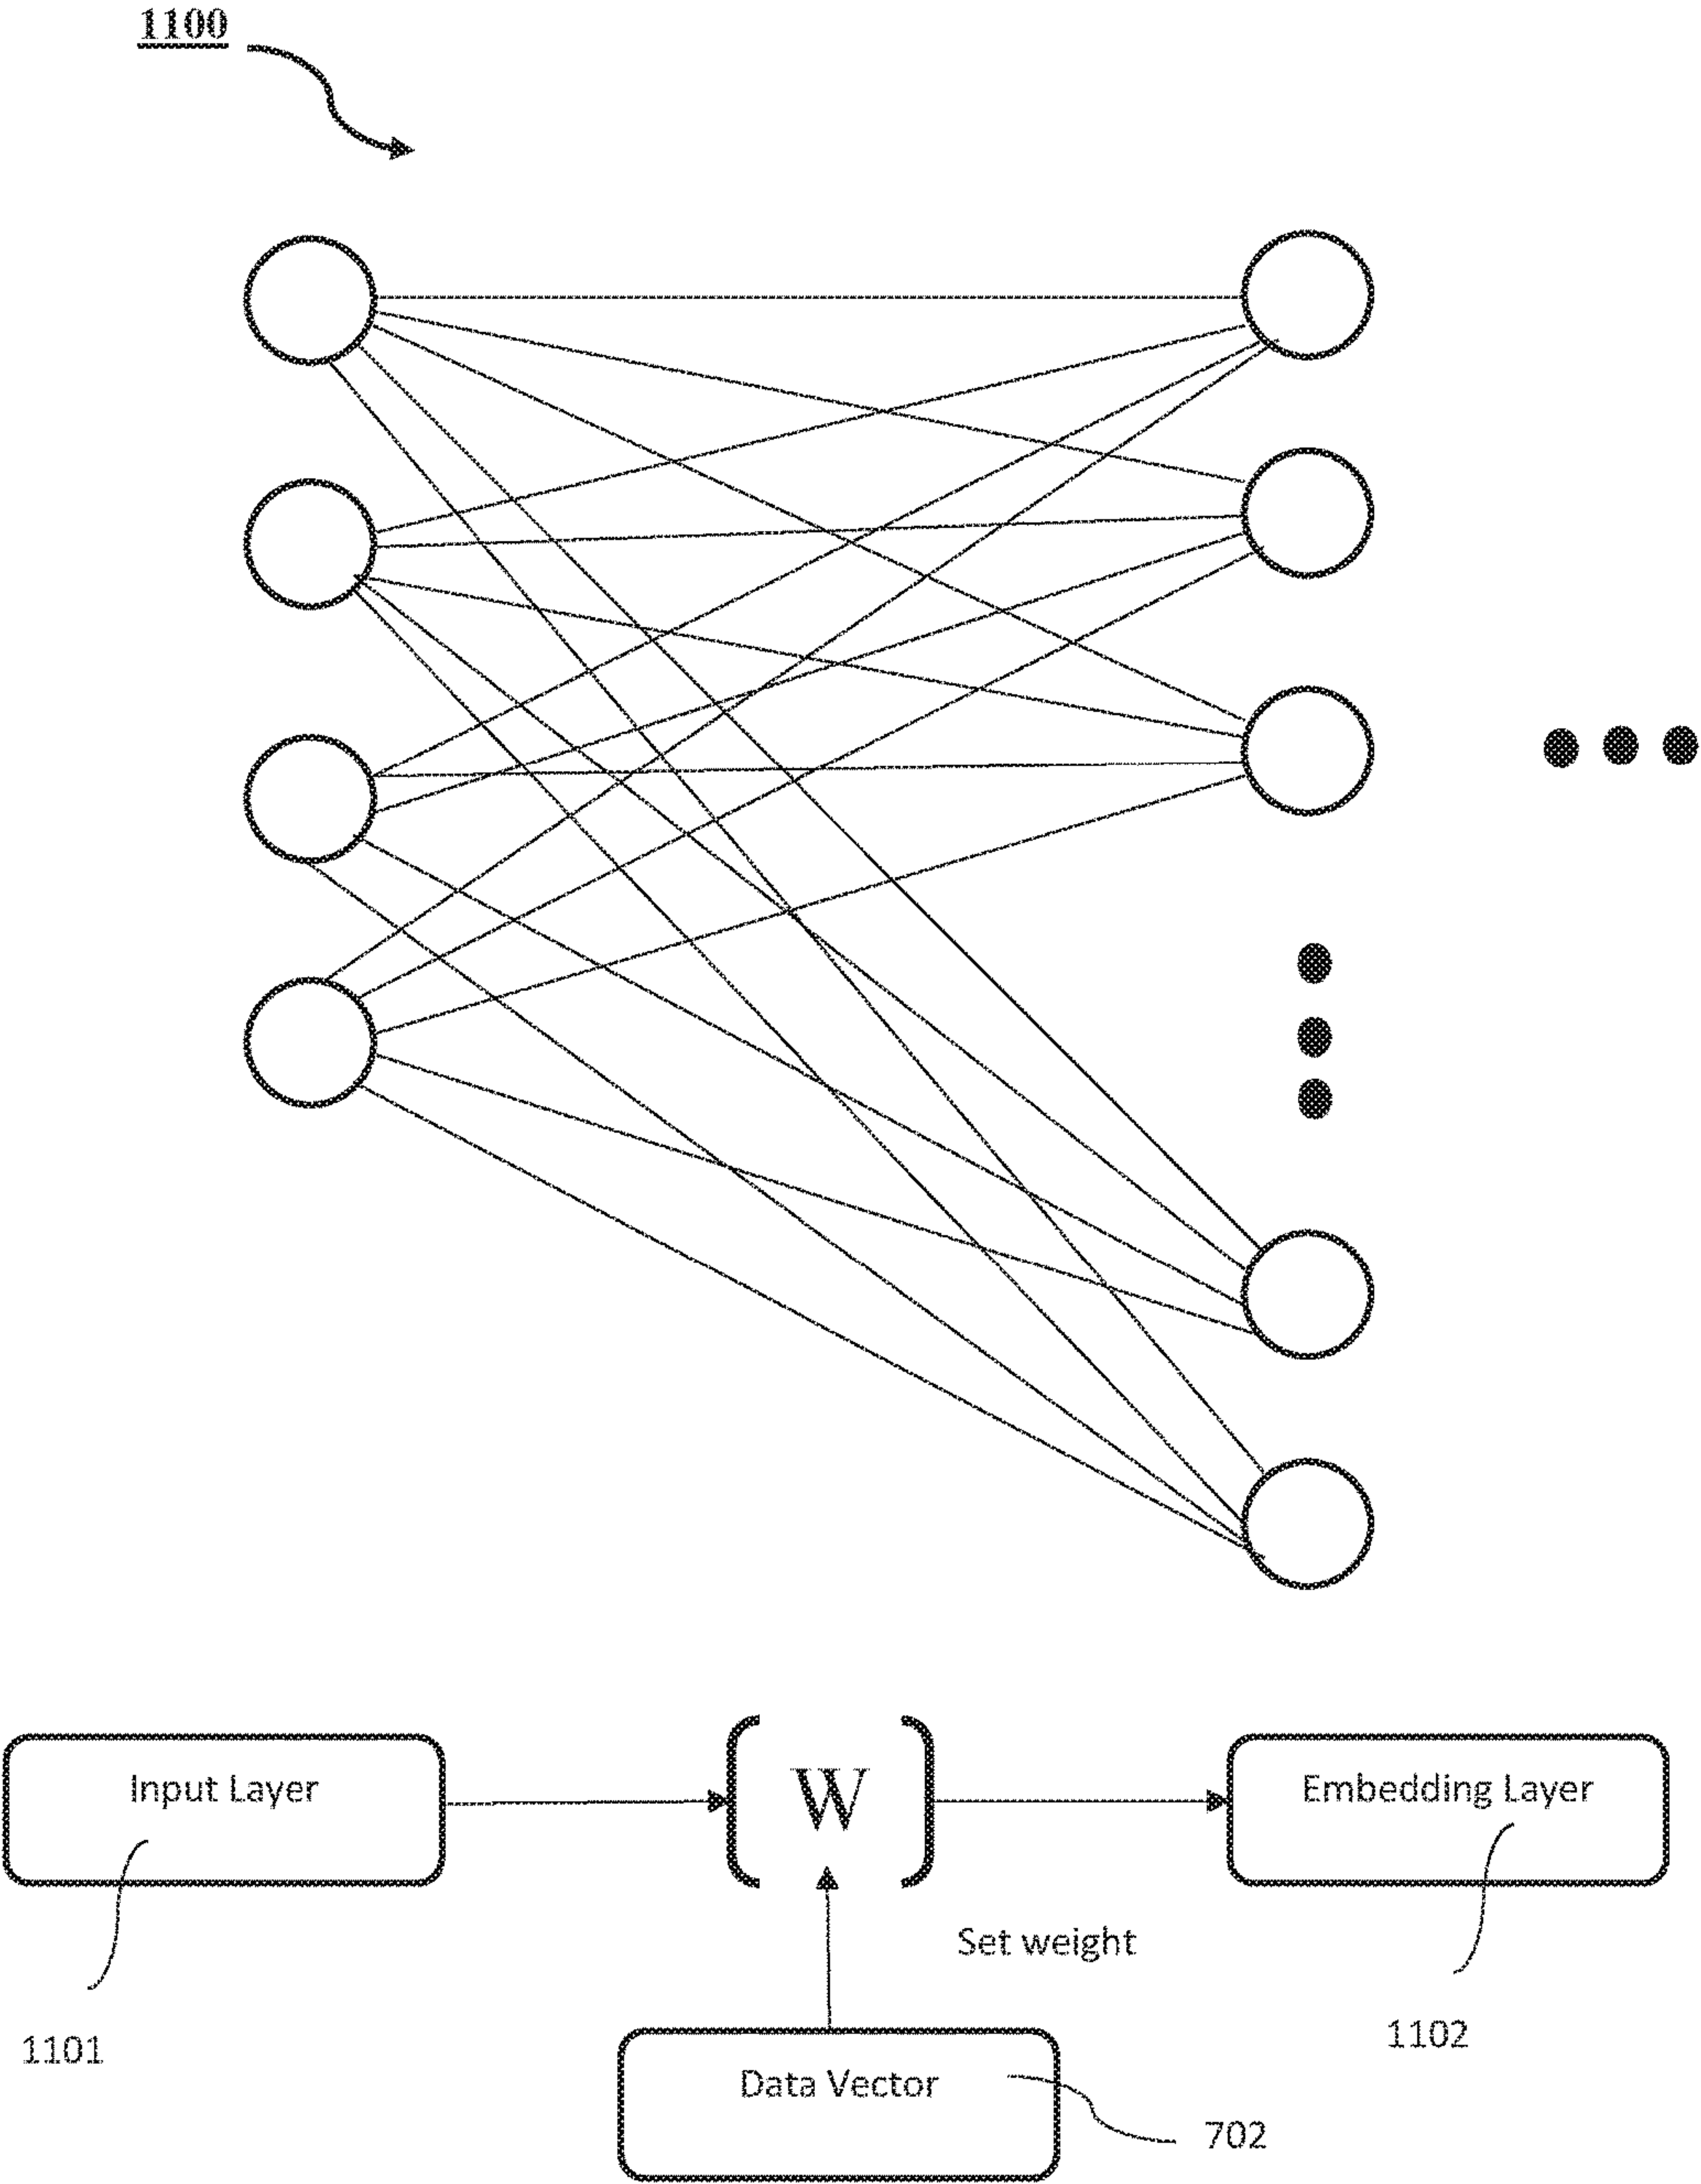 1100
Input Layer
W
Embedding Layer
Set weight
1101
1102
Data Vector
702